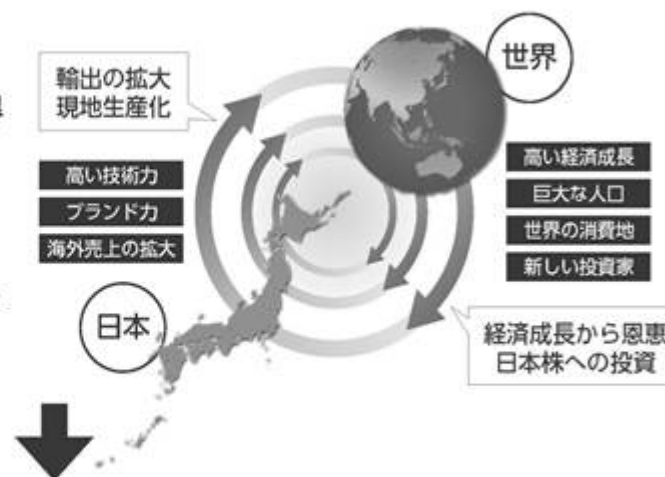 世界
輸出の拡大
現地生産化
高い技術力
ブランド力
海外売上の拡大
高い経済成長
巨大な人口
世界の消費地
新しい投資家
日本
経済成長から恩恵
日本株への投資